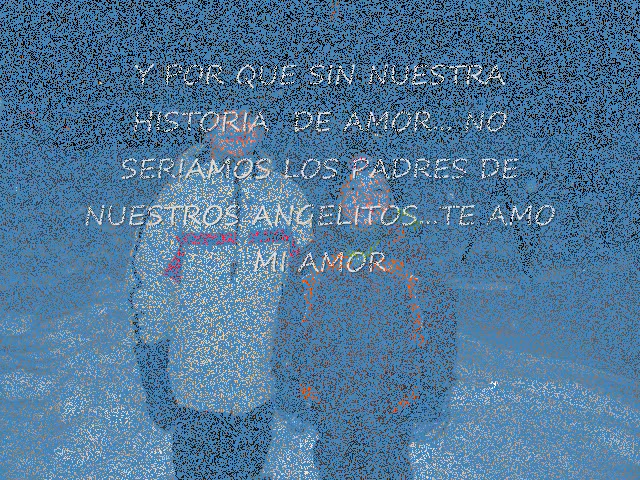 Y POR QUE SIN NUESTRA
HISTORIA DE AMOR... NO
SERIAMOS LOS PADRES DE
NUESTROS ANGELITOS...TE AMO
MI AMOR